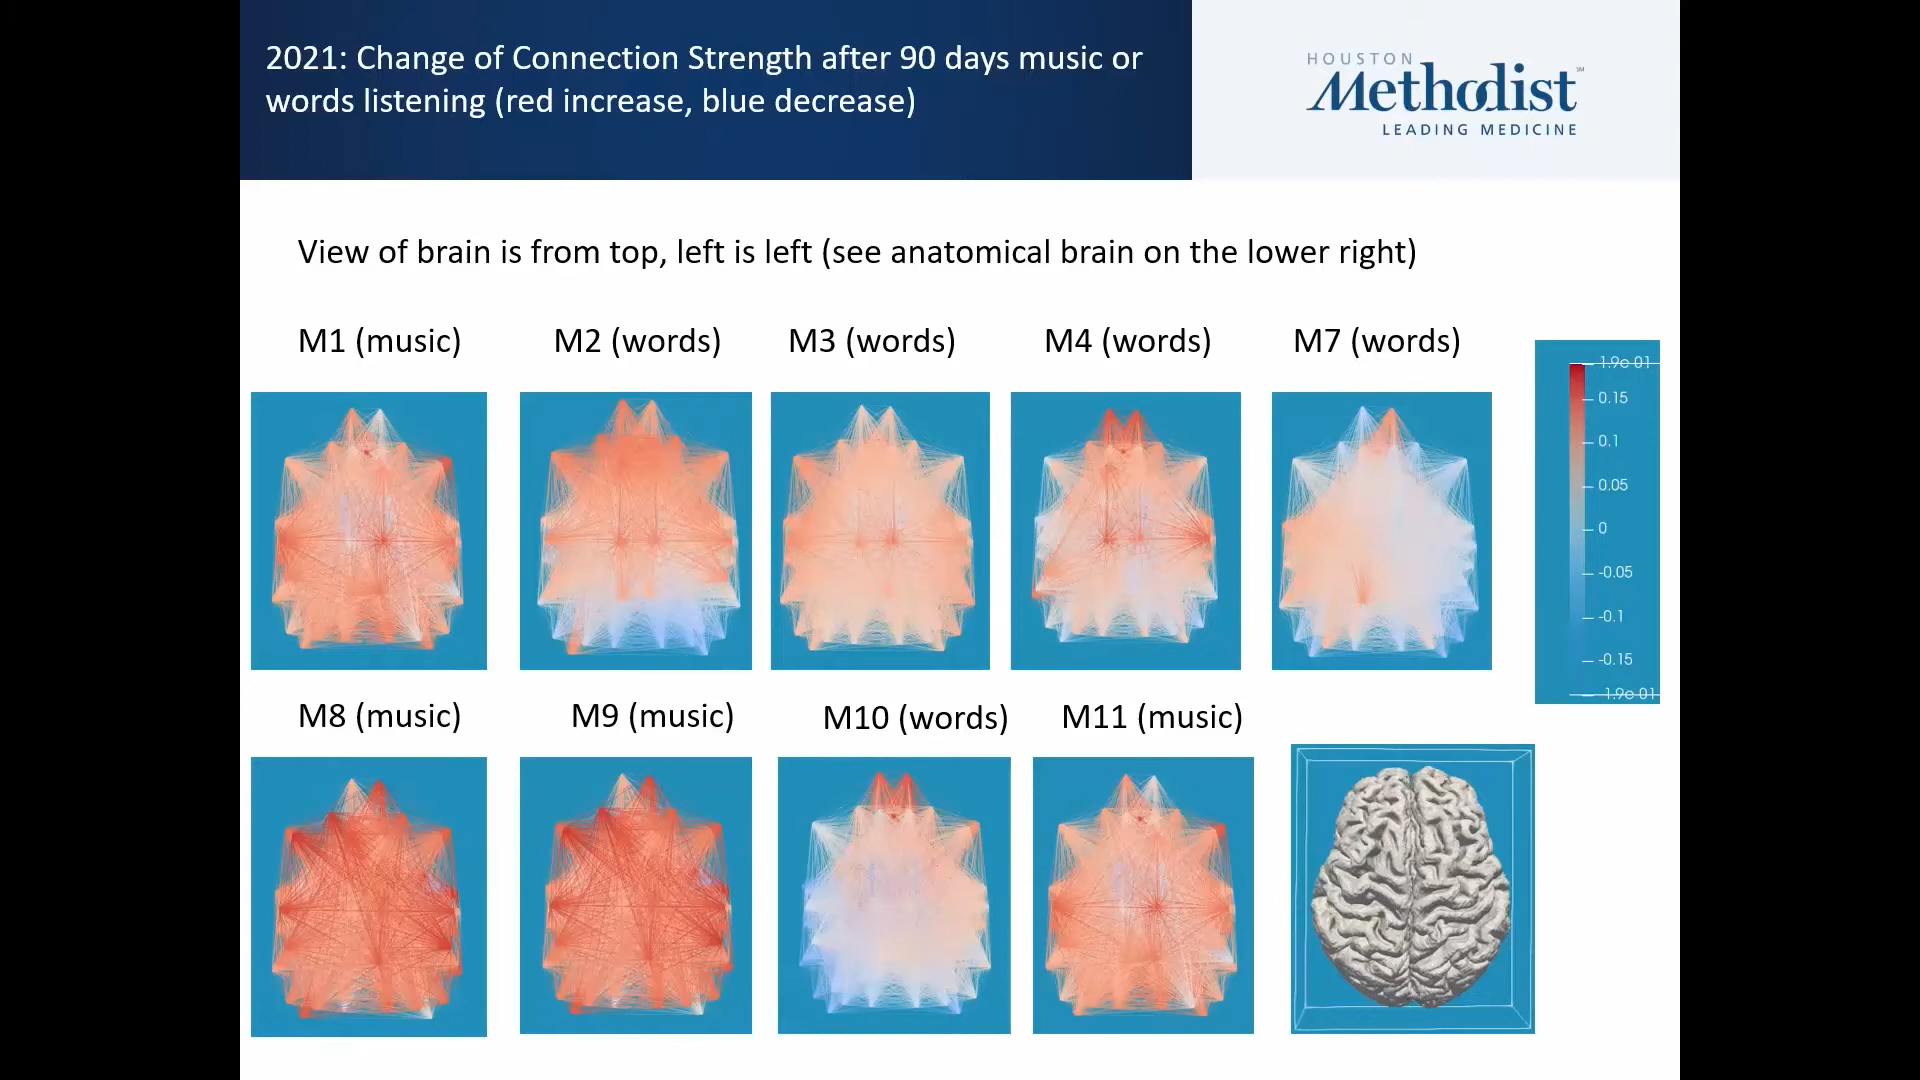 2021: Change of Connection Strength after 90 days music or
words listening (red increase, blue decrease)
HOUSTON
Methodist℠
LEADING MEDICINE
View of brain is from top, left is left (see anatomical brain on the lower right)
M1 (music)
M2 (words)
M3 (words)
M4 (words)
M7 (words)
1.9e-01
0.15
0.1
0.05
0
-0.05
-0.1
-0.15
-1.9e-01
M8 (music)
M9 (music)
M10 (words)
M11 (music)